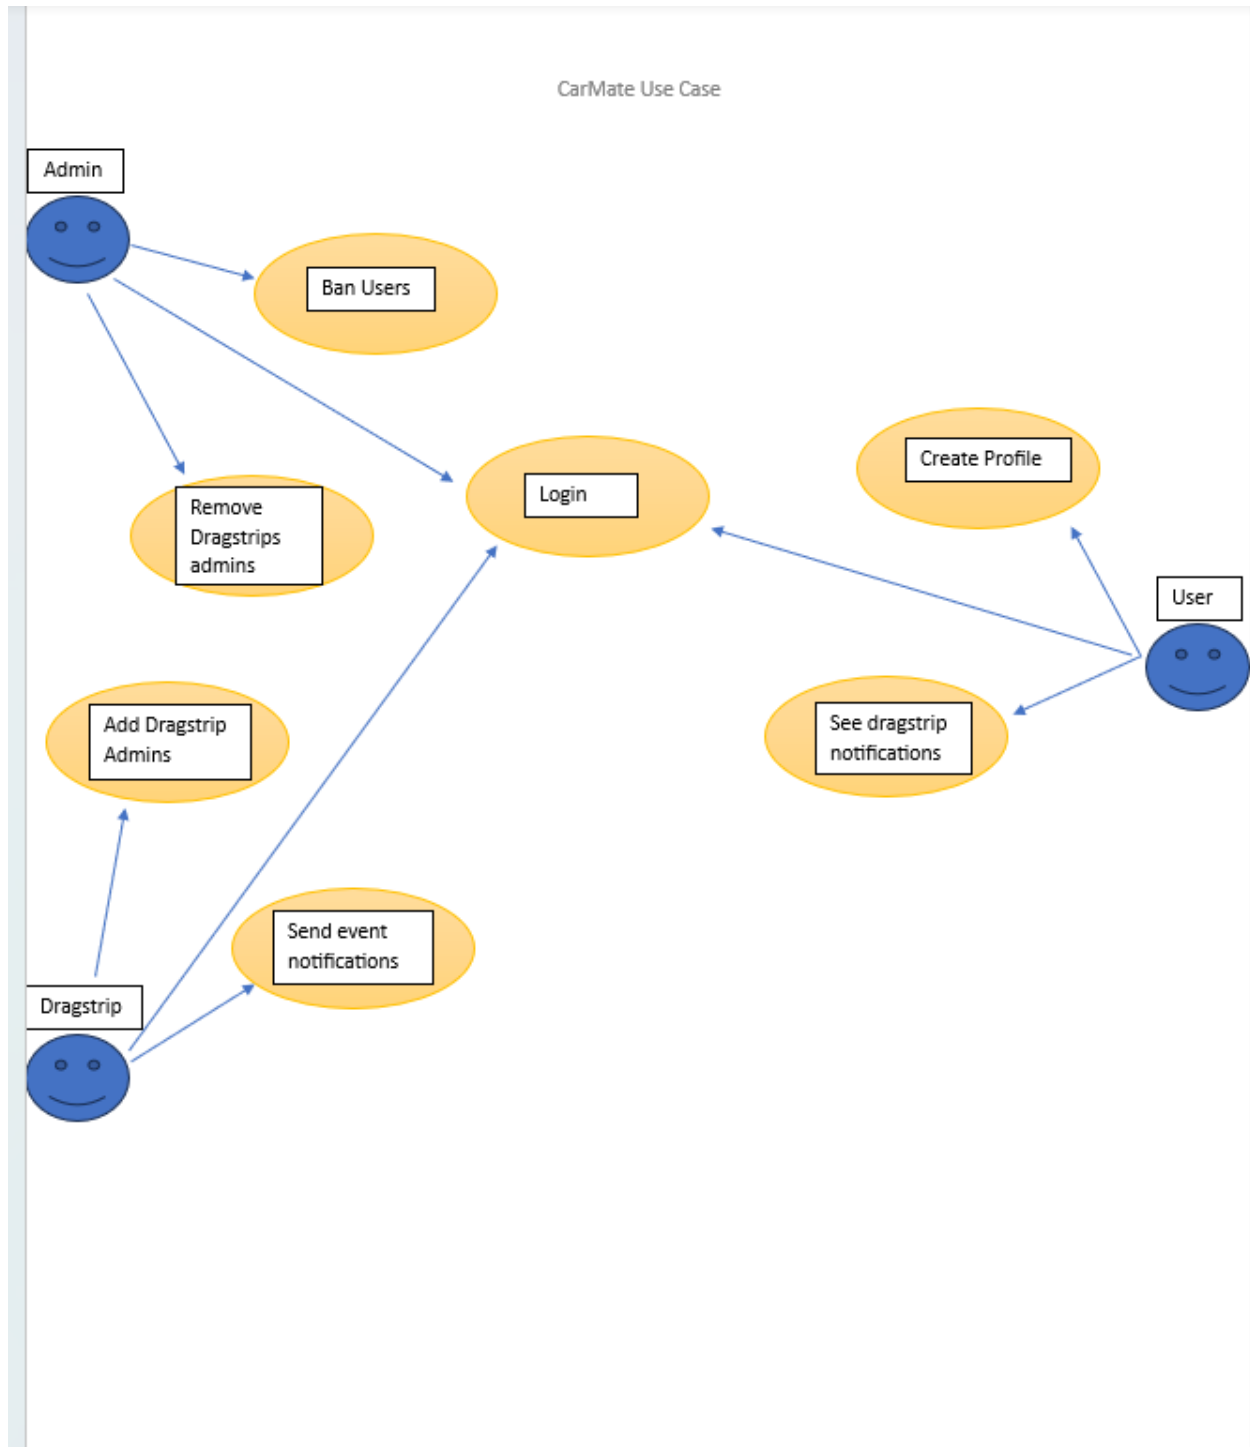 CarMate Use Case
Admin
Ban Users
Create Profile
Login
Remove
Dragstrips
admins
User
Add Dragstrip
Admins
See dragstrip
notifications
Send event
notifications
Dragstrip